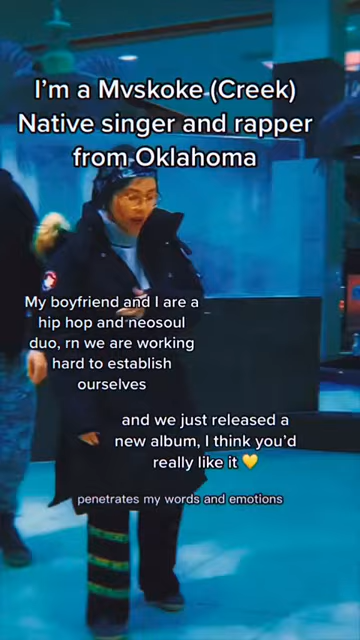 I'm a Mvskoke (Creek)
Native singer and rapper
from Oklahoma
My boyfriend and I are a
hip hop and neosoul
duo, rn we are working
hard to establish
ourselves
and we just released a
new album, I think you'd
really like it 💛
penetrates my words and emotions